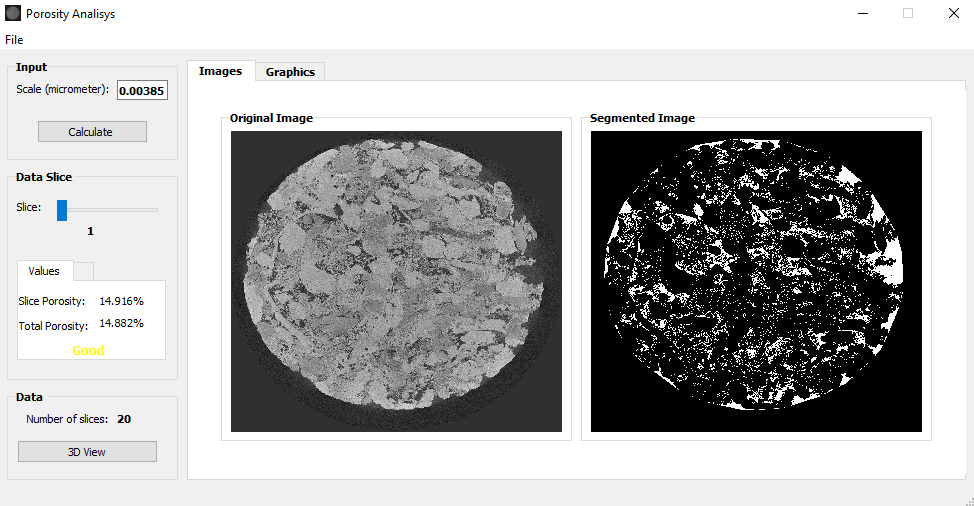 Porosity Analisys
File
Input
Scale (micrometer): 0.00385
Calculate
Data Slice
Slice:
1
Values
Slice Porosity: 14.916%
Total Porosity: 14.882%
Good
Data
Number of slices: 20
3D View
Images Graphics
Original Image
Segmented Image